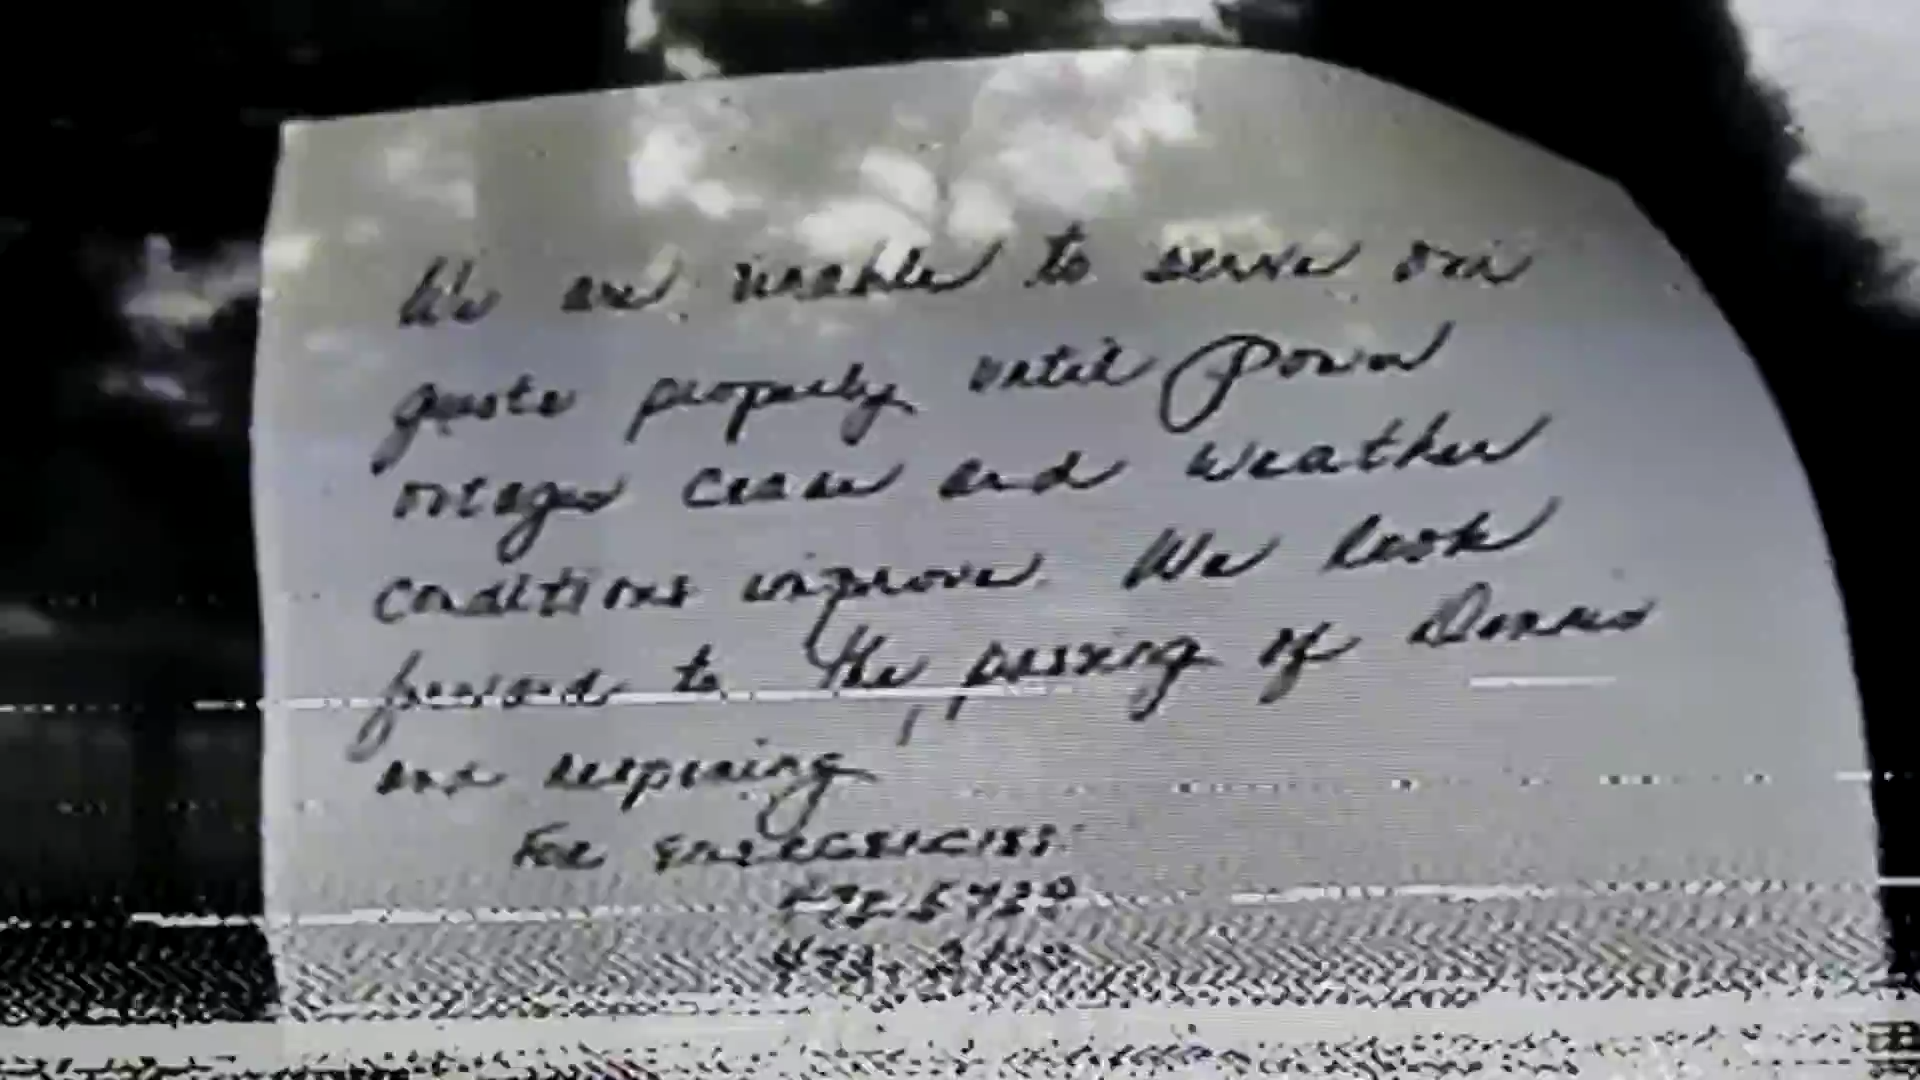 We are unable to serve our
guests properly until Power
outages cease and weather
conditions improve. We look
forward to the passing of Dennis
and reopening
For EMERGENCIES: